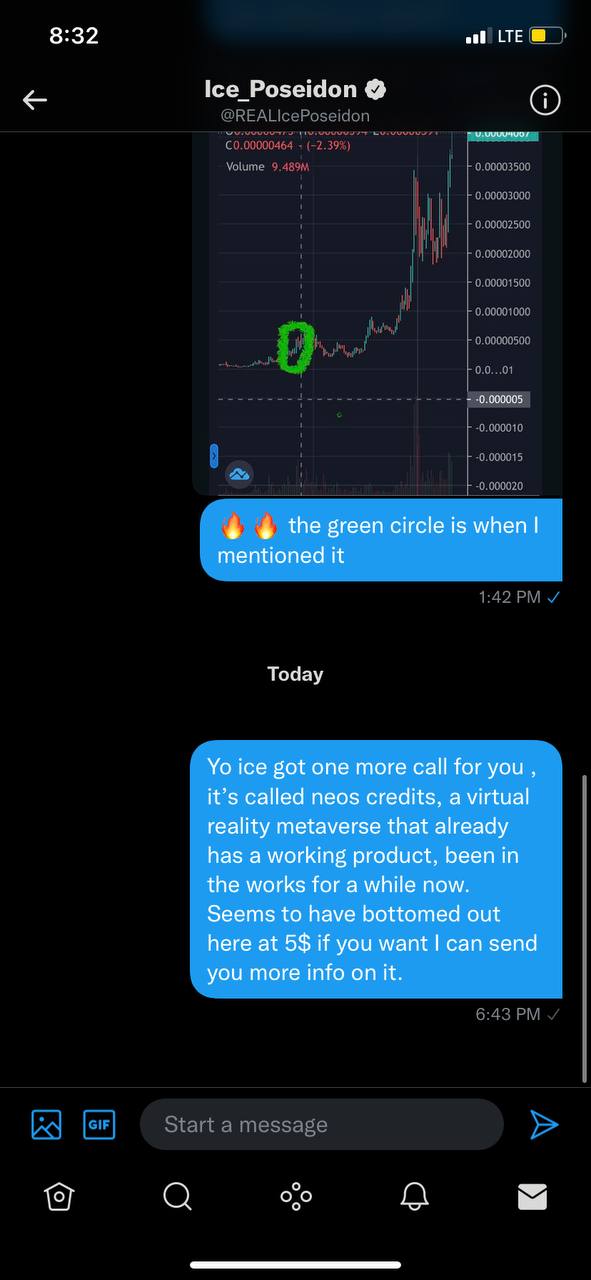 8:32
LTE
Ice_Poseidon
@REALIcePoseidon
0.00004067
C0.00000464 - (-2.39%)
Volume 9.489M
0.00003500
0.00003000
0.00002500
0.00002000
0.00001500
0.00001000
0.00000500
0.0...01
-0.000005
-0.000010
-0.000015
-0.000020
🔥 🔥 the green circle is when I
mentioned it
1:42 PM ✓
Today
Yo ice got one more call for you ,
it’s called neos credits, a virtual
reality metaverse that already
has a working product, been in
the works for a while now.
Seems to have bottomed out
here at 5$ if you want I can send
you more info on it.
6:43 PM ✓
GIF
Start a message